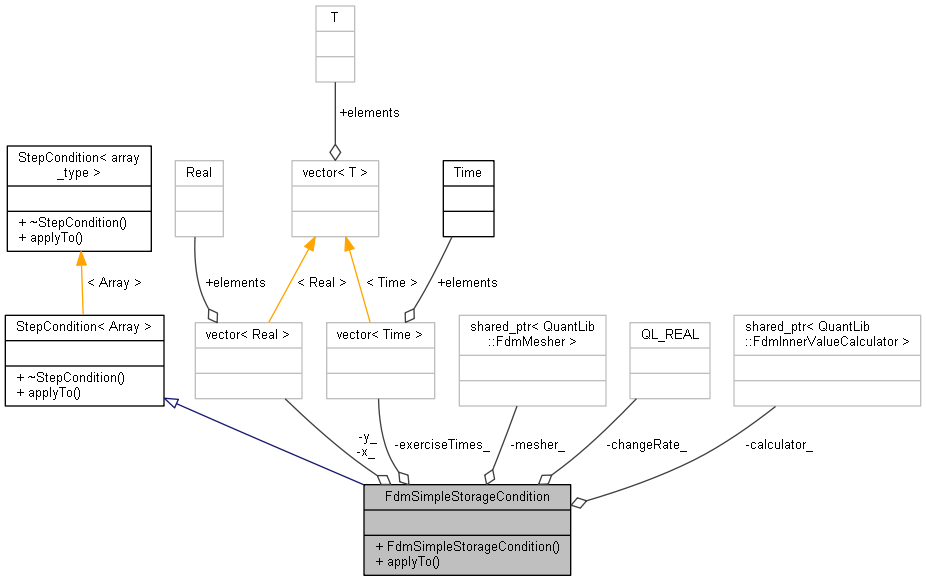 T
+elements
StepCondition< array
_type >
+ ~StepCondition()
+ applyTo()
Real
vector< T >
Time
< Array >
+elements
< Real >
< Time >
+elements
StepCondition< Array >
+ ~StepCondition()
+ applyTo()
vector< Real >
vector< Time >
shared_ptr< QuantLib
::FdmMesher >
QL_REAL
shared_ptr< QuantLib
::FdmInnerValueCalculator >
-y_
-x_
-exerciseTimes_
-mesher_
-changeRate_
-calculator_
FdmSimpleStorageCondition
+ FdmSimpleStorageCondition()
+ applyTo()